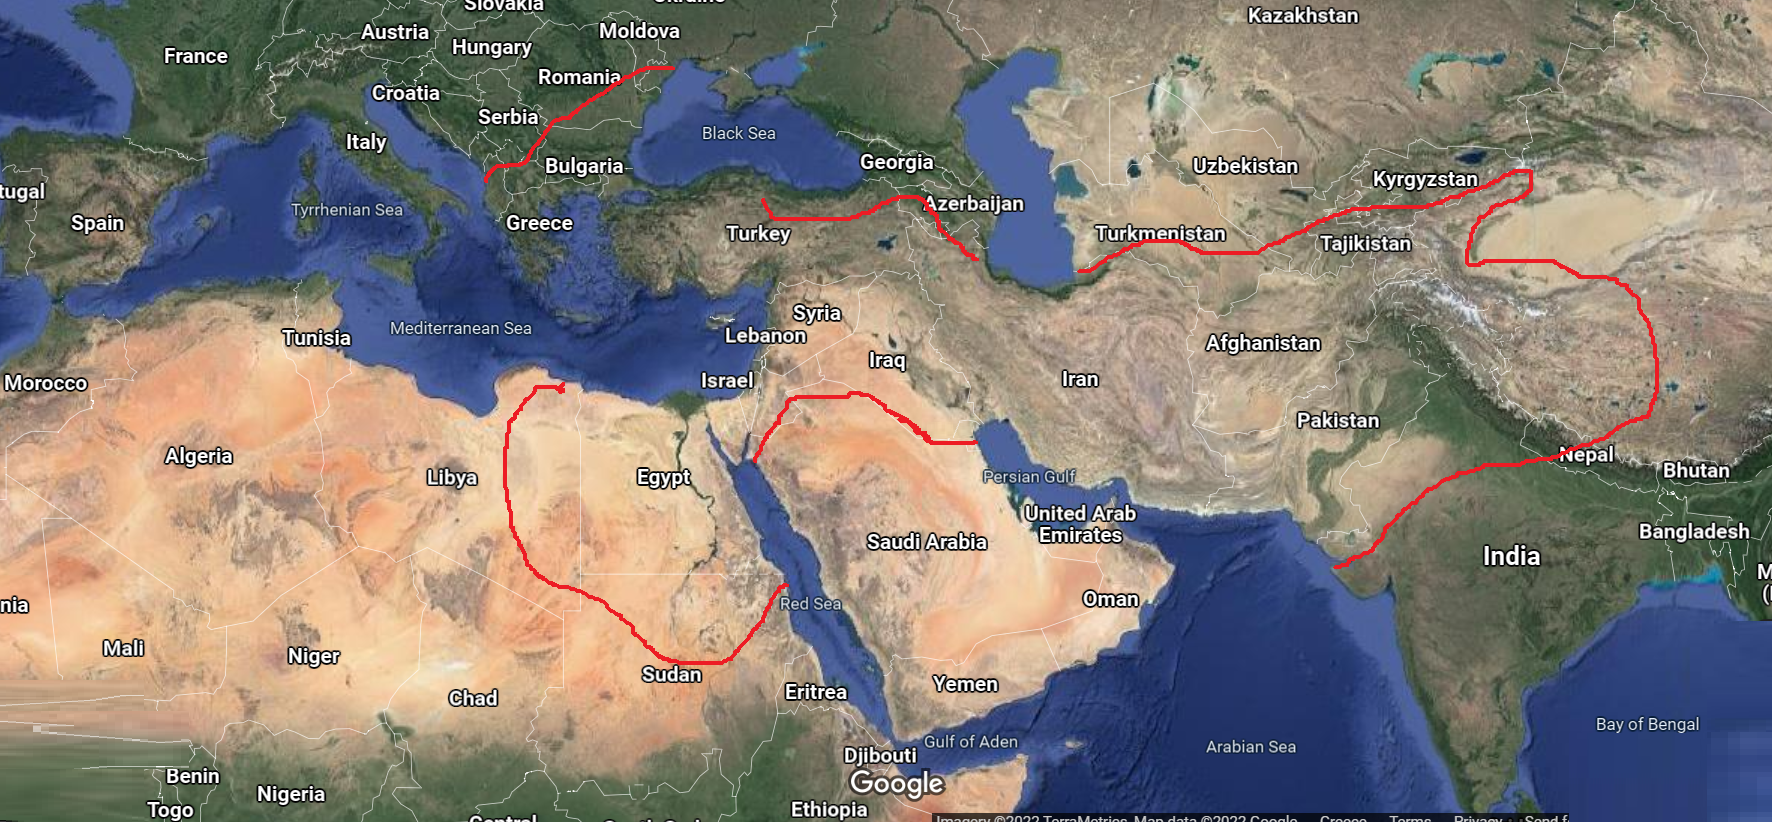 Slovakia
Ukraine
Kazakhstan
Austria
Moldova
Hungary
France
Romania
Croatia
Serbia
Black Sea
Italy
Bulgaria
Georgia
Uzbekistan
Kyrgyzstan
tugal
Spain
Tyrrhenian Sea
Greece
Azerbaijan
Turkey
Turkmenistan
Tajikistan
Syria
Mediterranean Sea
Tunisia
Lebanon
Afghanistan
Iraq
Morocco
Israel
Iran
Pakistan
Algeria
Libya
Egypt
Persian Gulf
Nepal
Bhutan
United Arab
Emirates
Saudi Arabia
Bangladesh
India
M
(
nia
Red Sea
Oman
Mali
Niger
Sudan
Chad
Eritrea
Yemen
Bay of Bengal
Gulf of Aden
Arabian Sea
Djibouti
Google
Benin
Nigeria
Togo
Ethiopia
Central
Imagery ©2022 TerraMetrics, Map data ©2022 Google Greece Terms Privacy Send f